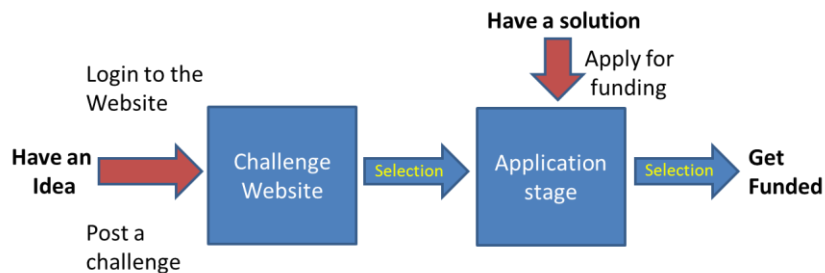 Have a solution
Apply for
funding
Login to the
Website
Have an
Idea
Challenge
Website
Selection
Application
stage
Selection
Get
Funded
Post a
challenge